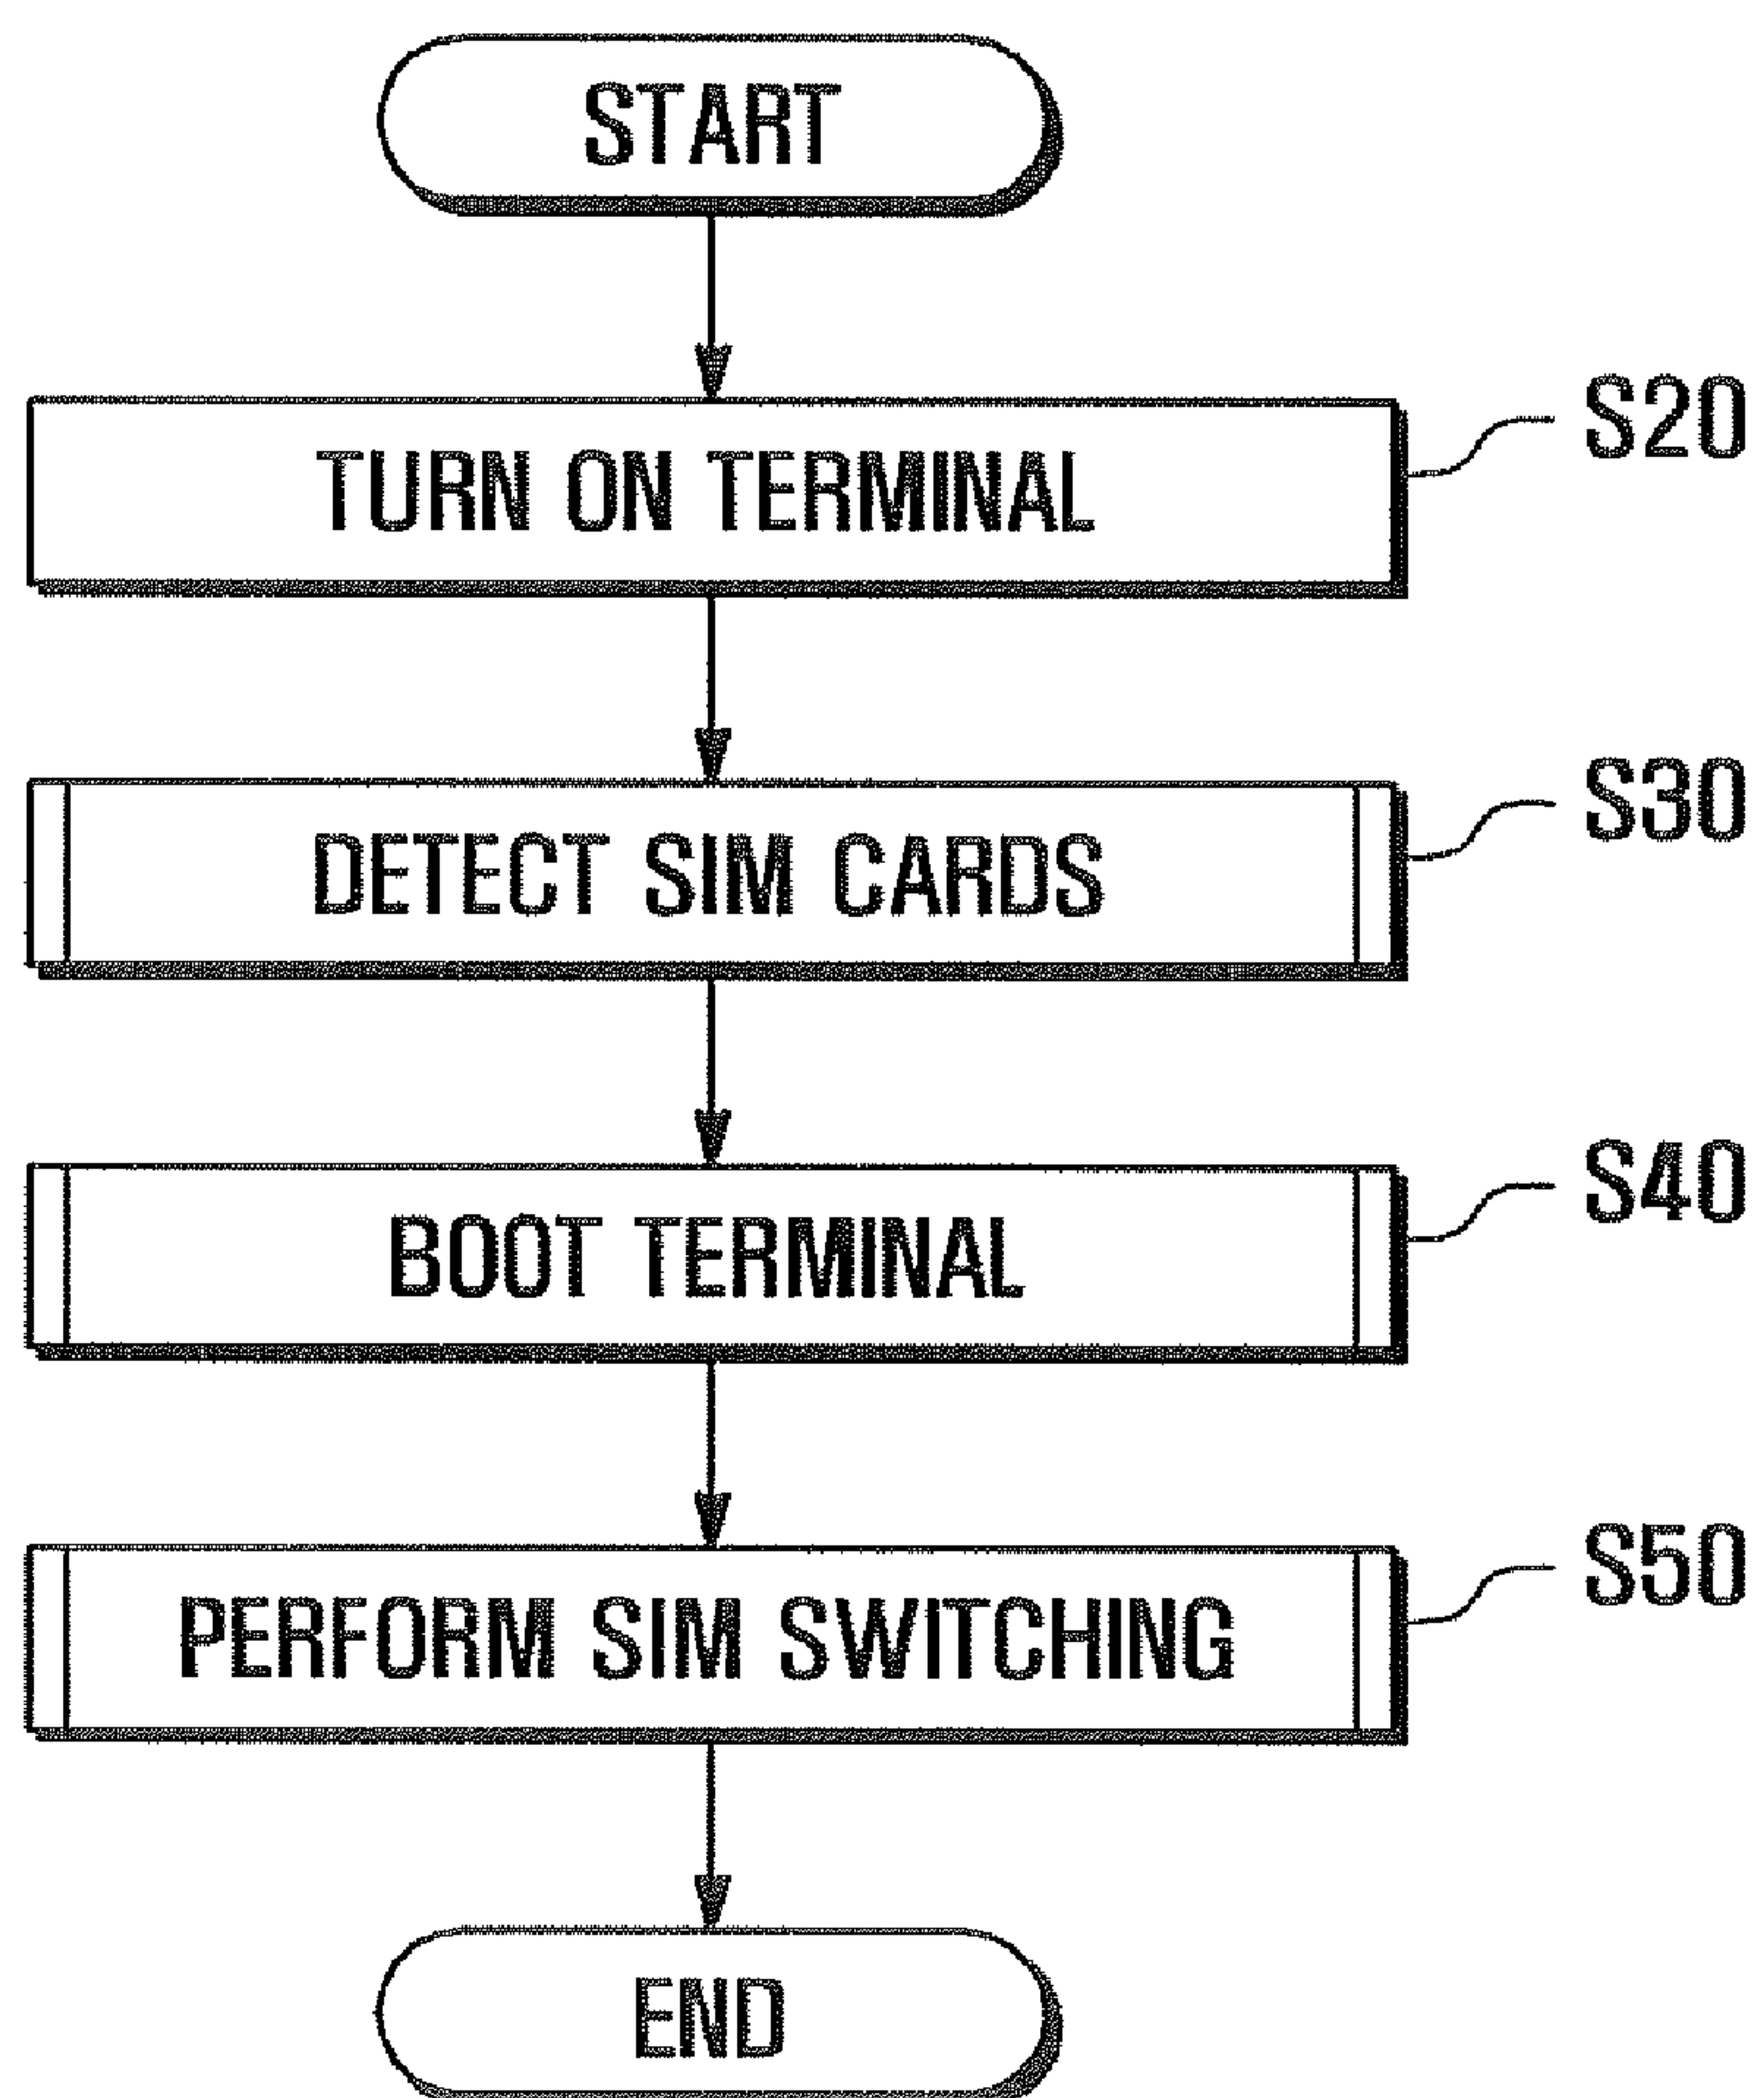 START
TURN ON TERMINAL
S20
DETECT SIM CARDS
S30
BOOT TERMINAL
S40
PERFORM SIM SWITCHING
S50
END